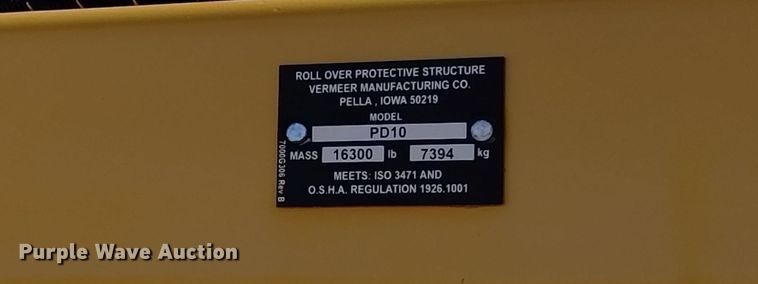 ROLL OVER PROTECTIVE STRUCTURE
VERMEER MANUFACTURING CO.
PELLA , IOWA 50219
MODEL
PD10
MASS 16300 lb 7394 kg
MEETS: ISO 3471 AND
O.S.H.A. REGULATION 1926.1001
7000G306 Rev B
Purple Wave Auction